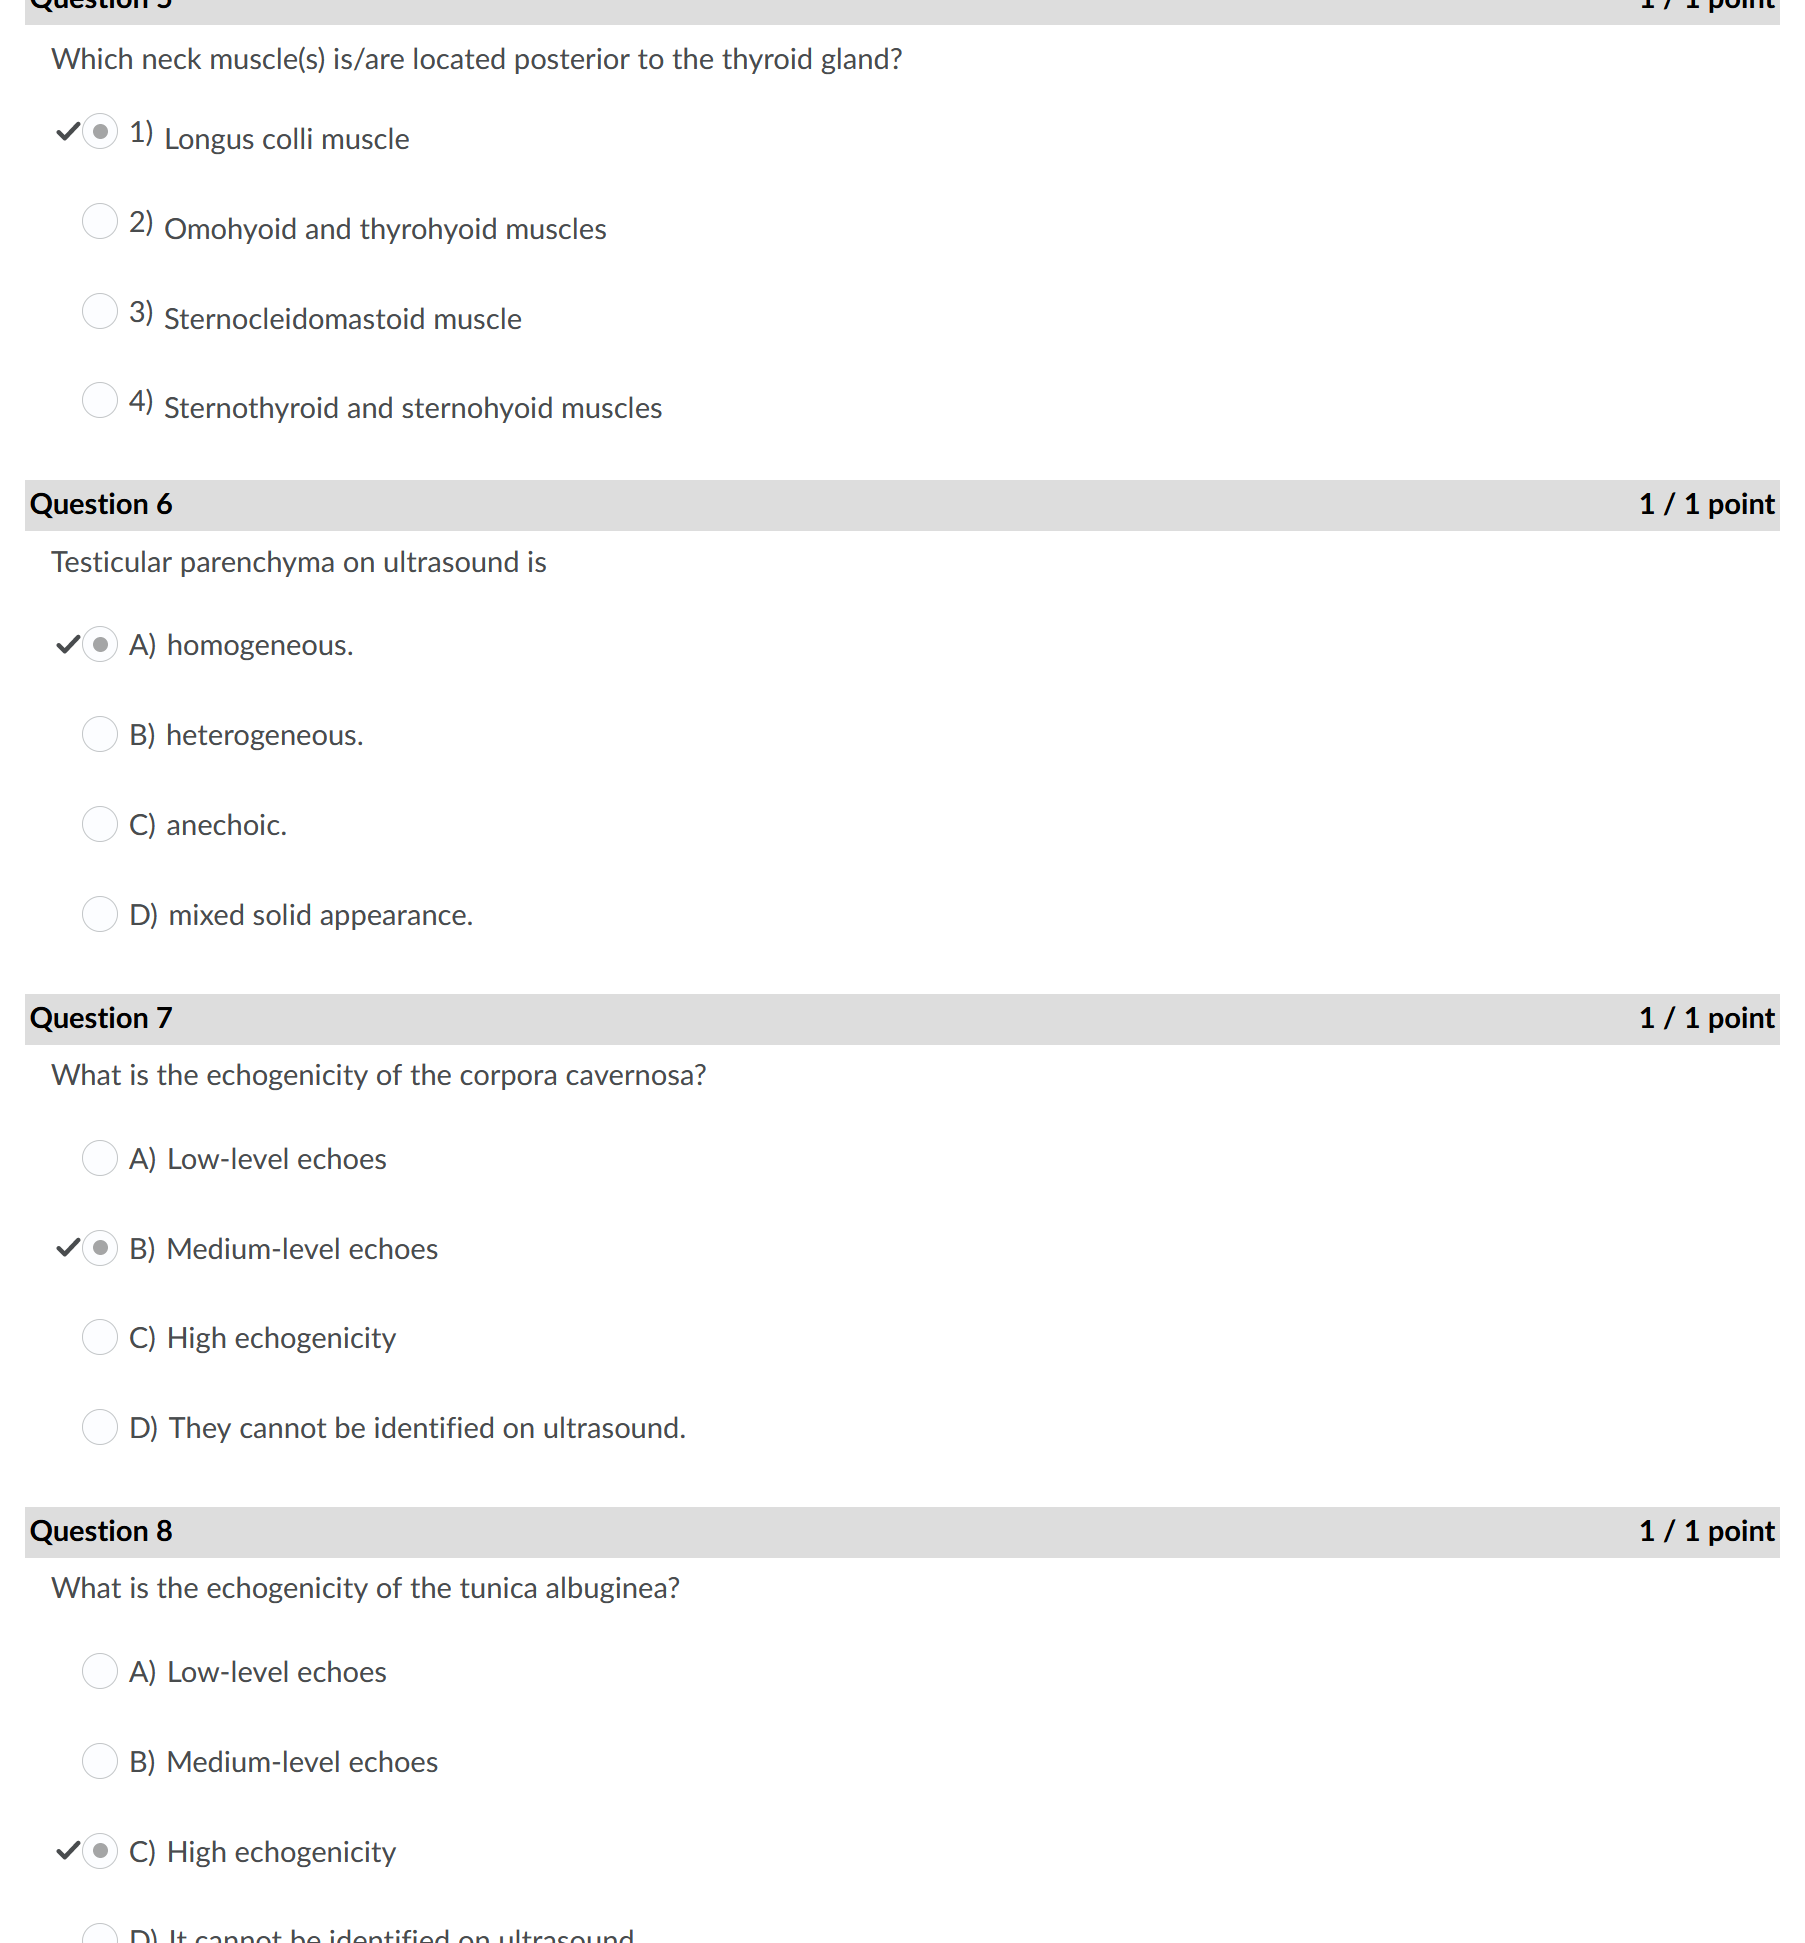 Question 5 1 / 1 point
Which neck muscle(s) is/are located posterior to the thyroid gland?
1) Longus colli muscle
2) Omohyoid and thyrohyoid muscles
3) Sternocleidomastoid muscle
4) Sternothyroid and sternohyoid muscles
Question 6 1 / 1 point
Testicular parenchyma on ultrasound is
A) homogeneous.
B) heterogeneous.
C) anechoic.
D) mixed solid appearance.
Question 7 1 / 1 point
What is the echogenicity of the corpora cavernosa?
A) Low-level echoes
B) Medium-level echoes
C) High echogenicity
D) They cannot be identified on ultrasound.
Question 8 1 / 1 point
What is the echogenicity of the tunica albuginea?
A) Low-level echoes
B) Medium-level echoes
C) High echogenicity
D) It cannot be identified on ultrasound